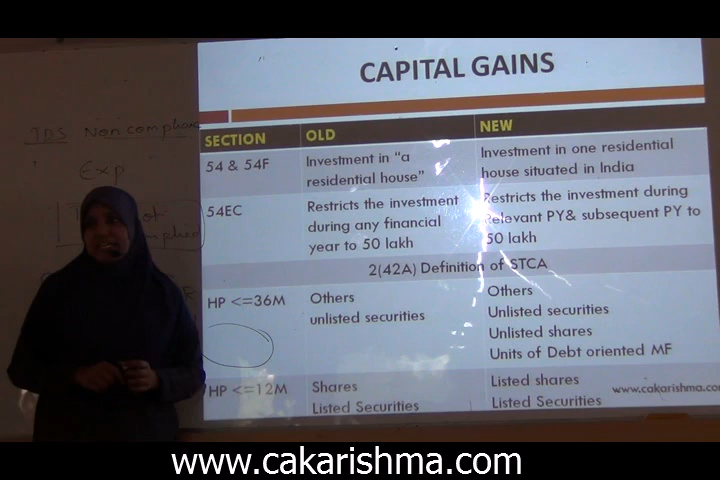 CAPITAL GAINS
TDS Non compliance
Exp
SECTION OLD NEW
54 & 54F Investment in "a residential house" Investment in one residential house situated in India
54EC Restricts the investment during any financial year to 50 lakh Restricts the investment during Relevant PY& subsequent PY to 50 lakh
2(42A) Definition of STCA
HP <=36M Others unlisted securities Others Unlisted securities Unlisted shares Units of Debt oriented MF
HP <=12M Shares Listed Securities Listed shares Listed Securities
www.cakarishma.co
www.cakarishma.com